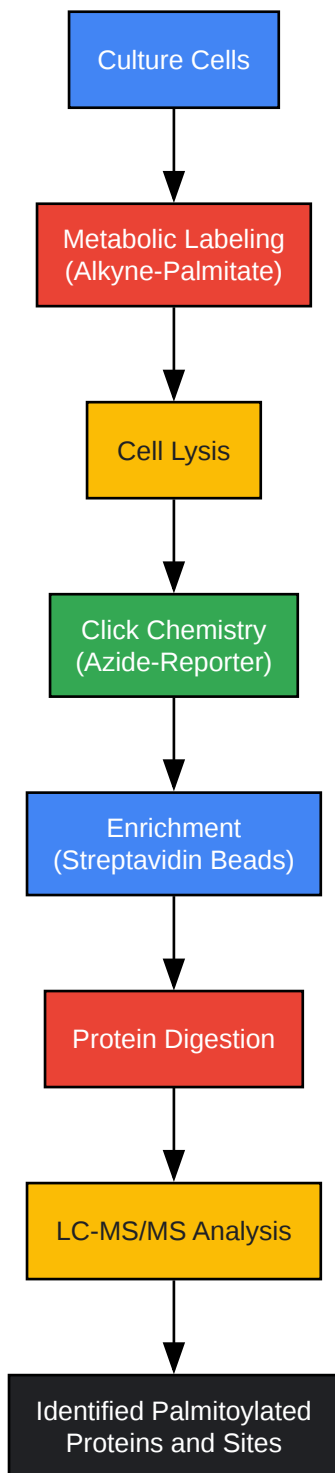 Culture Cells
Metabolic Labeling
(Alkyne-Palmitate)
Cell Lysis
Click Chemistry
(Azide-Reporter)
Enrichment
(Streptavidin Beads)
Protein Digestion
LC-MS/MS Analysis
Identified Palmitoylated
Proteins and Sites